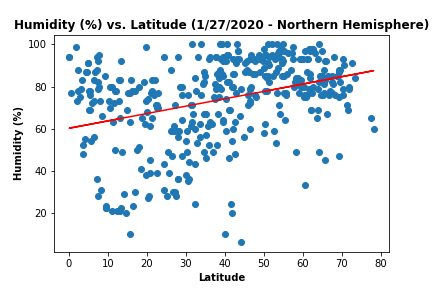 Humidity (%) vs. Latitude (1/27/2020 - Northern Hemisphere)
100
80
60
40
20
Humidity (%)
0 10 20 30 40 50 60 70 80
Latitude